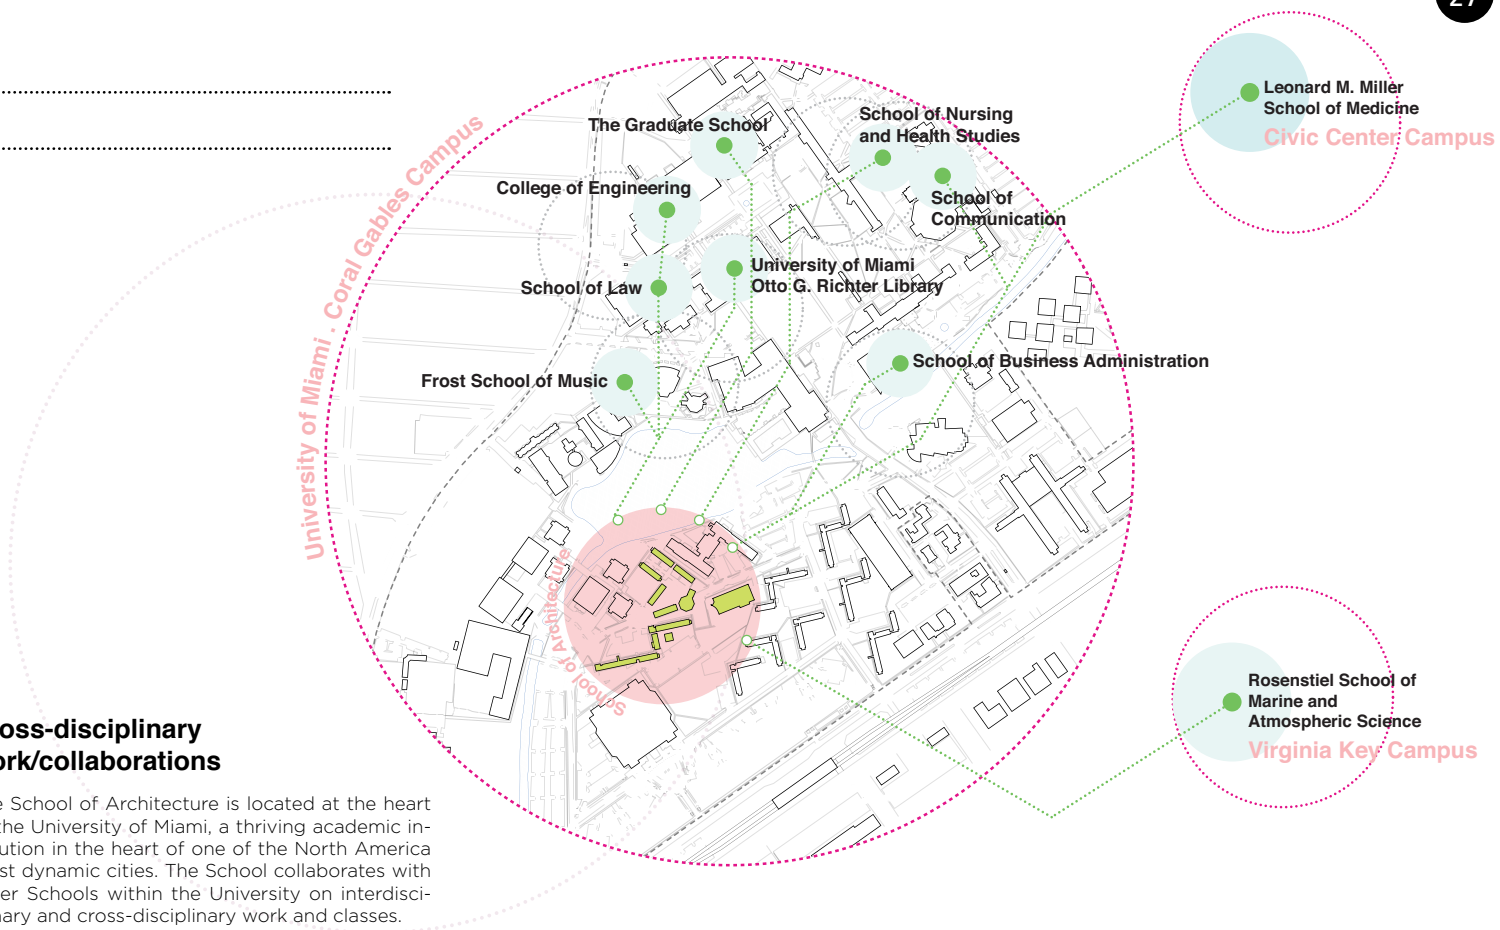 27
Leonard M. Miller
School of Medicine
Civic Center Campus
The Graduate School
School of Nursing
and Health Studies
College of Engineering
School of
Communication
University of Miami
Otto G. Richter Library
School of Law
School of Business Administration
Frost School of Music
University of Miami . Coral Gables Campus
School of Architecture
Rosenstiel School of
Marine and
Atmospheric Science
Virginia Key Campus
oss-disciplinary
ork/collaborations
e School of Architecture is located at the heart
the University of Miami, a thriving academic in-
ution in the heart of one of the North America
st dynamic cities. The School collaborates with
er Schools within the University on interdisci-
nary and cross-disciplinary work and classes.